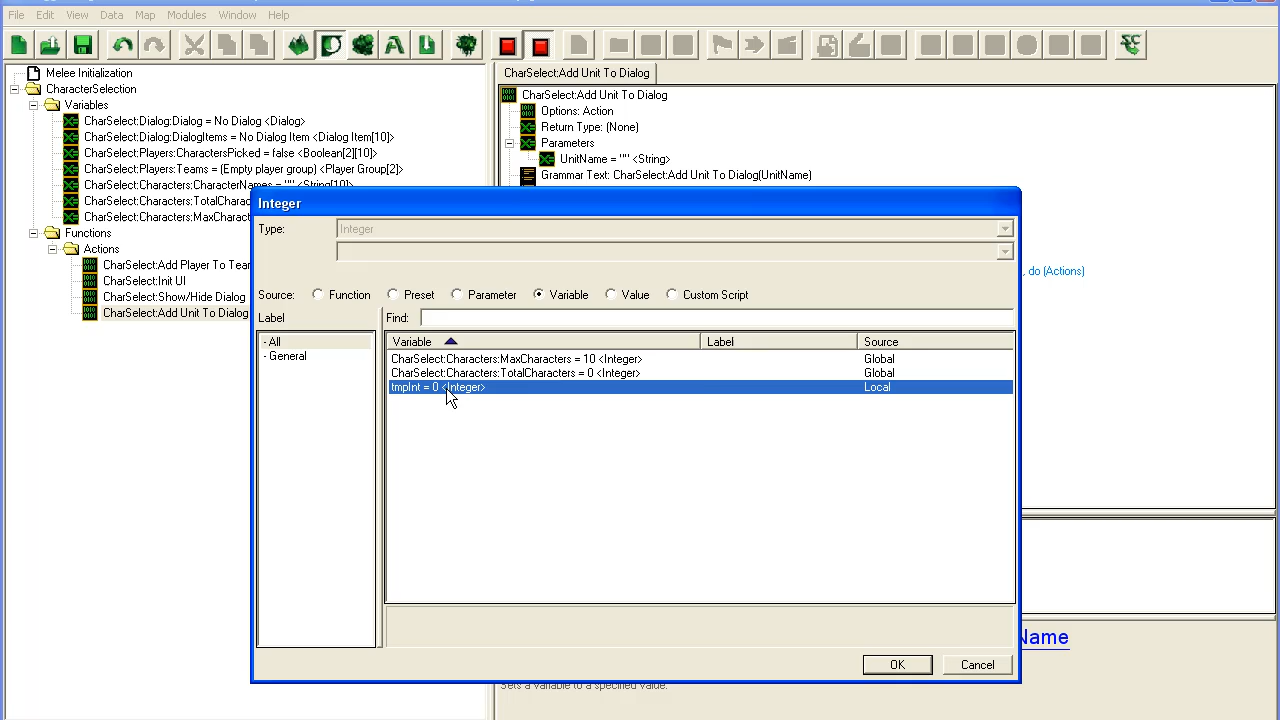 File Edit View Data Map Modules Window Help
Melee Initialization
CharacterSelection
Variables
CharSelect:Dialog:Dialog = No Dialog <Dialog>
CharSelect:Dialog:DialogItems = No Dialog Item <Dialog Item[10]>
CharSelect:Players:CharactersPicked = false <Boolean[2][10]>
CharSelect:Players:Teams = (Empty player group) <Player Group[2]>
CharSelect:Characters:CharacterNames = "" <String[10]>
CharSelect:Characters:TotalCharac
CharSelect:Characters:MaxCharact
Functions
Actions
CharSelect:Add Player To Tean
CharSelect:Init UI
CharSelect:Show/Hide Dialog
CharSelect:Add Unit To Dialog
CharSelect:Add Unit To Dialog
CharSelect:Add Unit To Dialog
Options: Action
Return Type: (None)
Parameters
UnitName = "" <String>
Grammar Text: CharSelect:Add Unit To Dialog(UnitName)
, do (Actions)
Name
Sets a variable to a specified value.
Integer
Type: Integer
Source: Function Preset Parameter Variable Value Custom Script
Label Find:
- All
- General
Variable Label Source
CharSelect:Characters:MaxCharacters = 10 <Integer> Global
CharSelect:Characters:TotalCharacters = 0 <Integer> Global
tmpInt = 0 <Integer> Local
OK Cancel